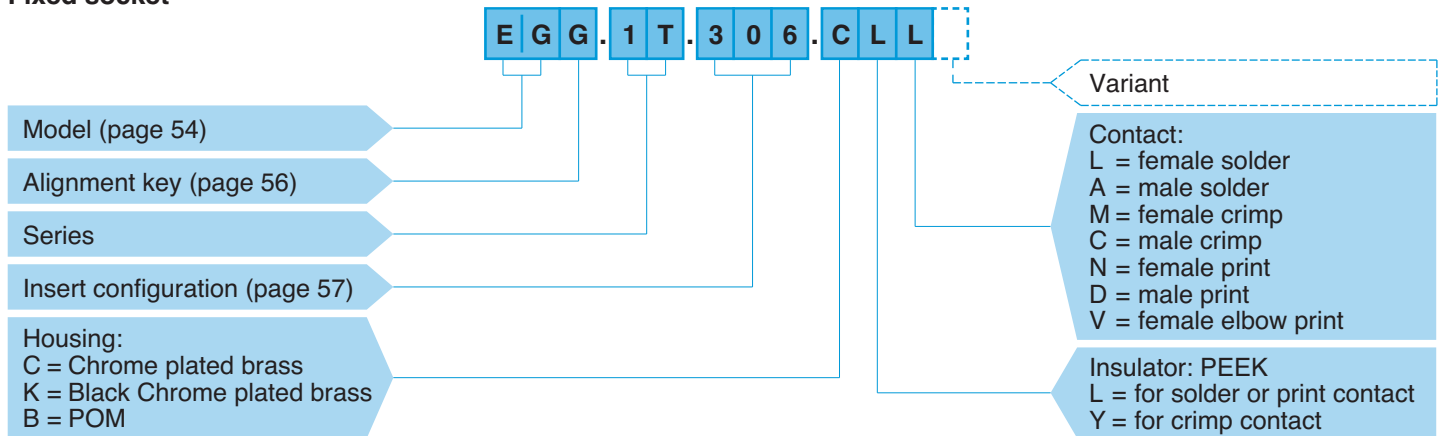 Fixed socket
EGG.1T.306.CLL
Variant
Model (page 54)
Alignment key (page 56)
Series
Insert configuration (page 57)
Housing:
C = Chrome plated brass
K = Black Chrome plated brass
B = POM
Contact:
L = female solder
A = male solder
M = female crimp
C = male crimp
N = female print
D = male print
V = female elbow print
Insulator: PEEK
L = for solder or print contact
Y = for crimp contact